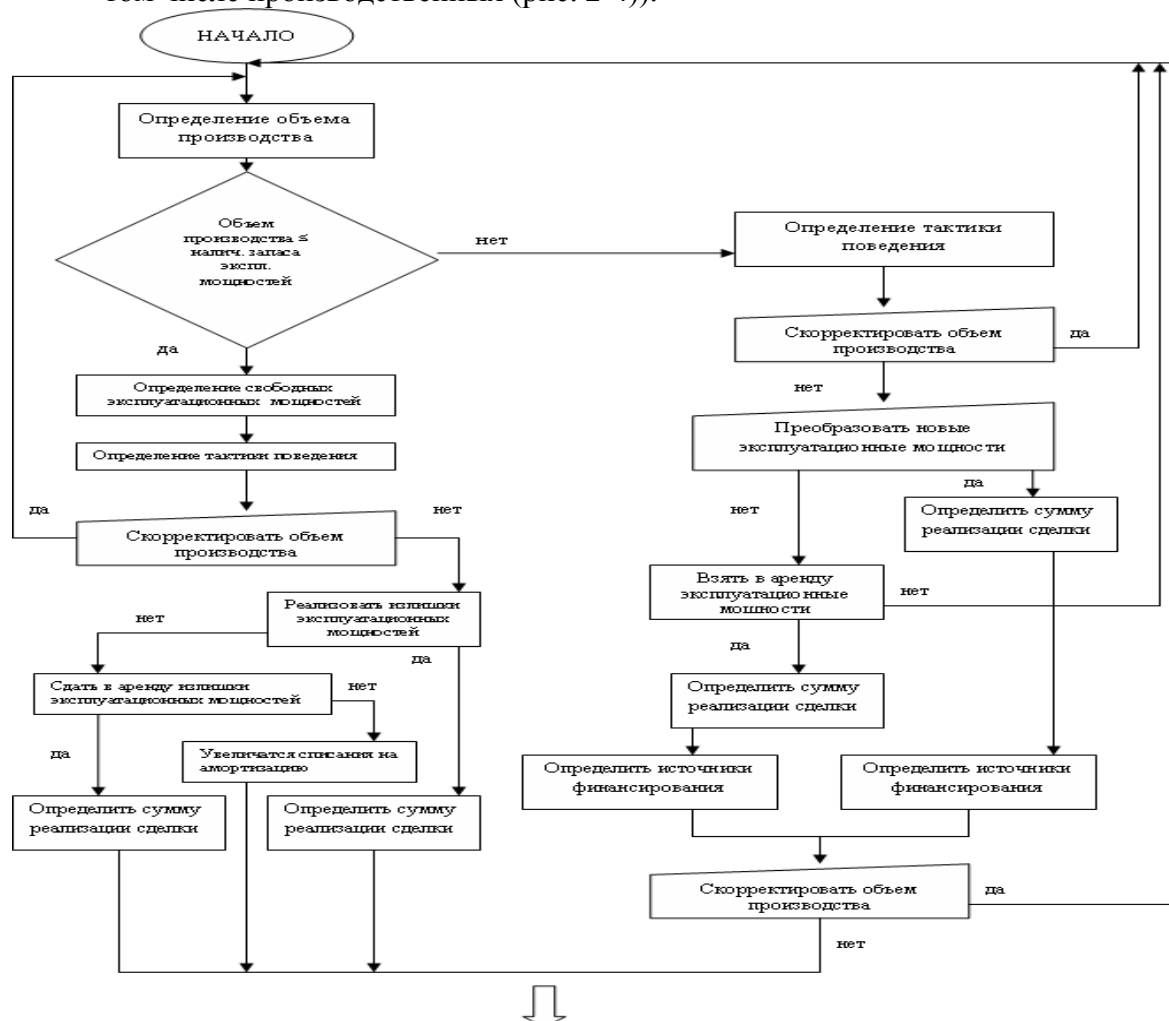 том числе производственных (рис. 2-4)).
НАЧАЛО
Определение объема
производства
Объем
производства ≤
налич. запаса
экспл.
мощностей
нет
Определение тактики
поведения
Скорректировать объем
производства
да
да
нет
Определение свободных
эксплуатационных мощностей
Преобразовать новые
эксплуатационные мощности
Определение тактики поведения
да
нет
да
нет
Определить сумму
реализации сделки
Скорректировать объем
производства
Взять в аренду
эксплуатационные
мощности
нет
Реализовать излишки
эксплуатационных
мощностей
нет
да
да
Сдать в аренду излишки
эксплуатационных мощностей
нет
Определить сумму
реализации сделки
да
Увеличатся списания на
амортизацию
Определить источники
финансирования
Определить источники
финансирования
Определить сумму
реализации сделки
Определить сумму
реализации сделки
Скорректировать объем
производства
да
нет